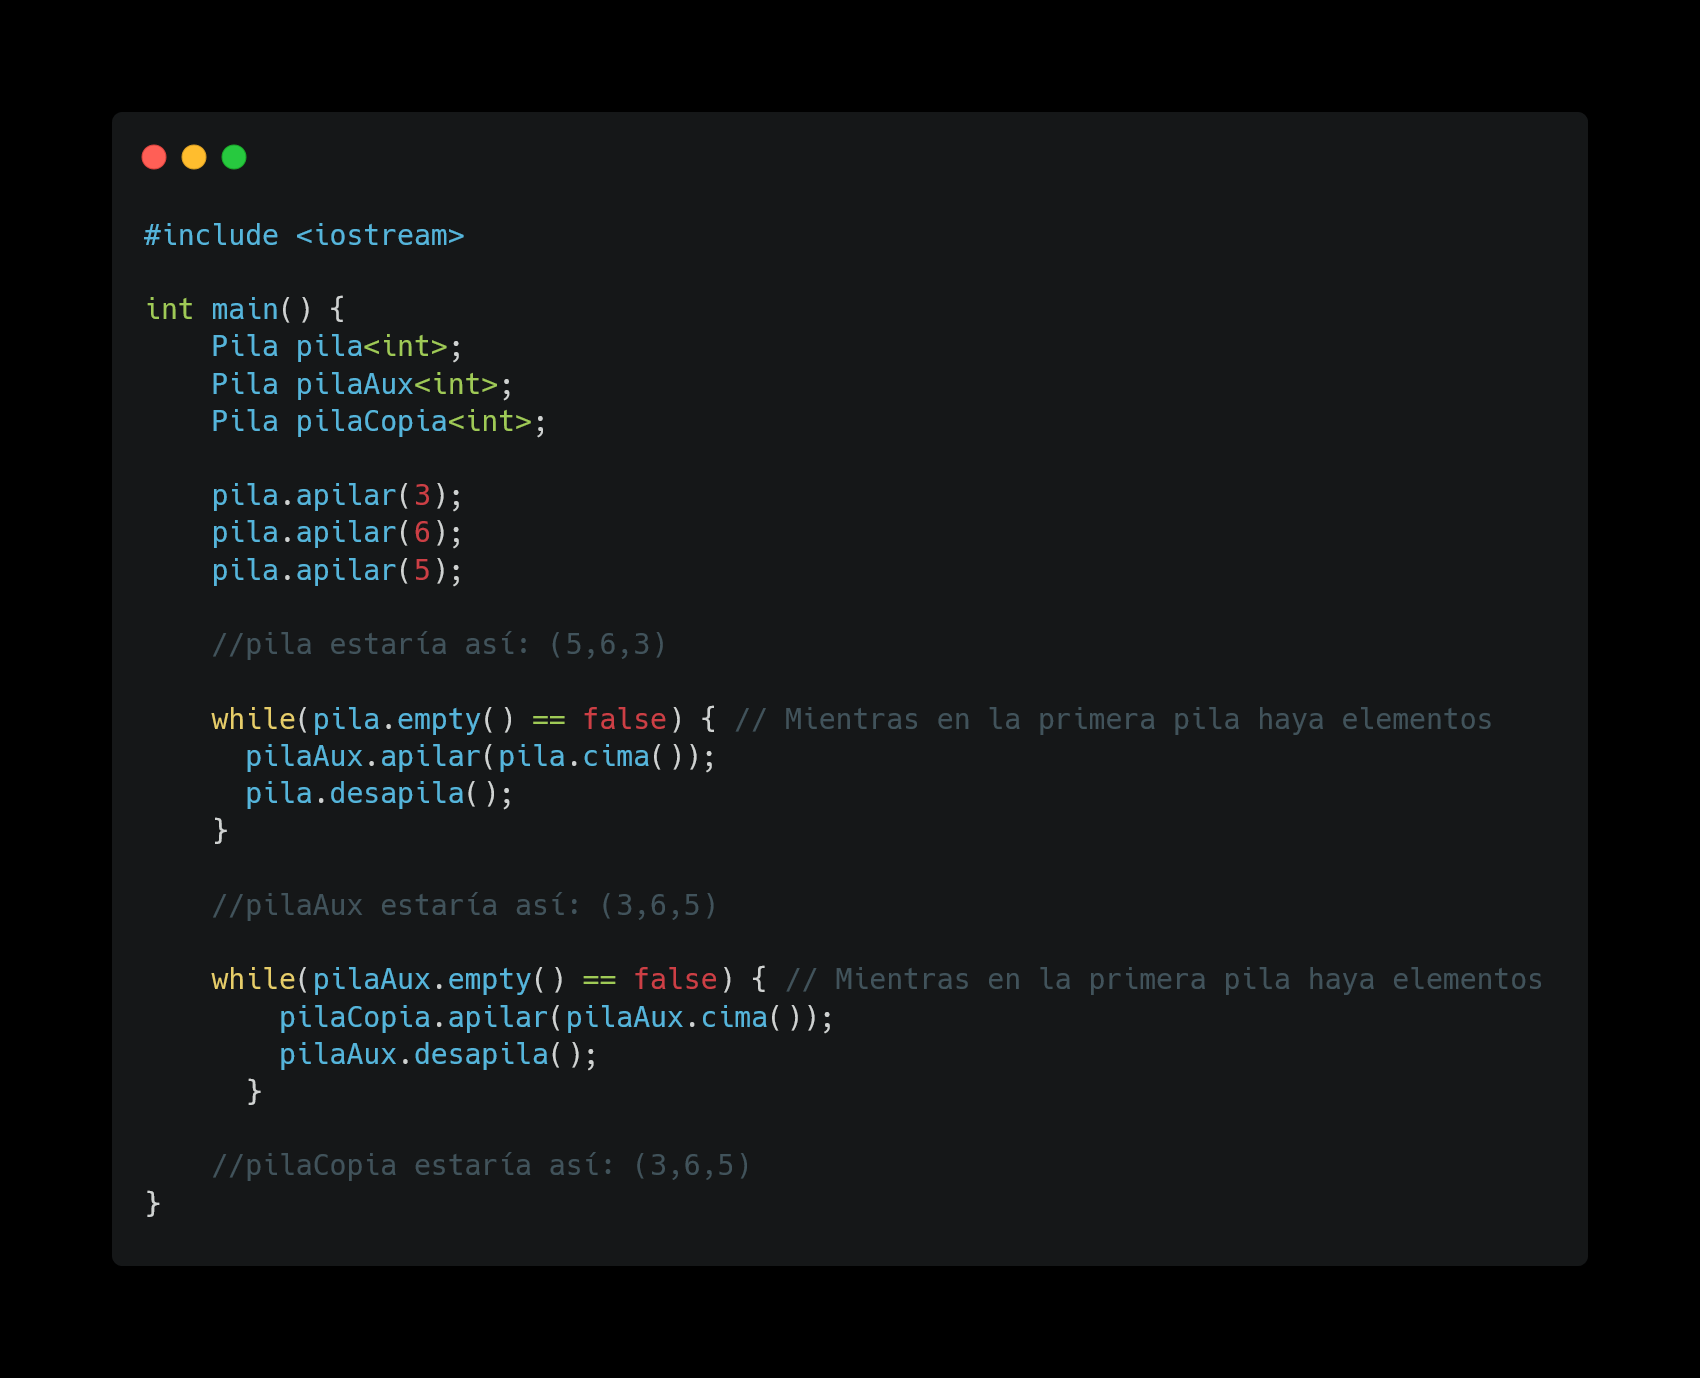 #include <iostream>
int main() {
    Pila pila<int>;
    Pila pilaAux<int>;
    Pila pilaCopia<int>;
    pila.apilar(3);
    pila.apilar(6);
    pila.apilar(5);
    //pila estaría así: (5,6,3)
    while(pila.empty() == false) { // Mientras en la primera pila haya elementos
      pilaAux.apilar(pila.cima());
      pila.desapila();
    }
    //pilaAux estaría así: (3,6,5)
    while(pilaAux.empty() == false) { // Mientras en la primera pila haya elementos
        pilaCopia.apilar(pilaAux.cima());
        pilaAux.desapila();
      }
    //pilaCopia estaría así: (3,6,5)
}